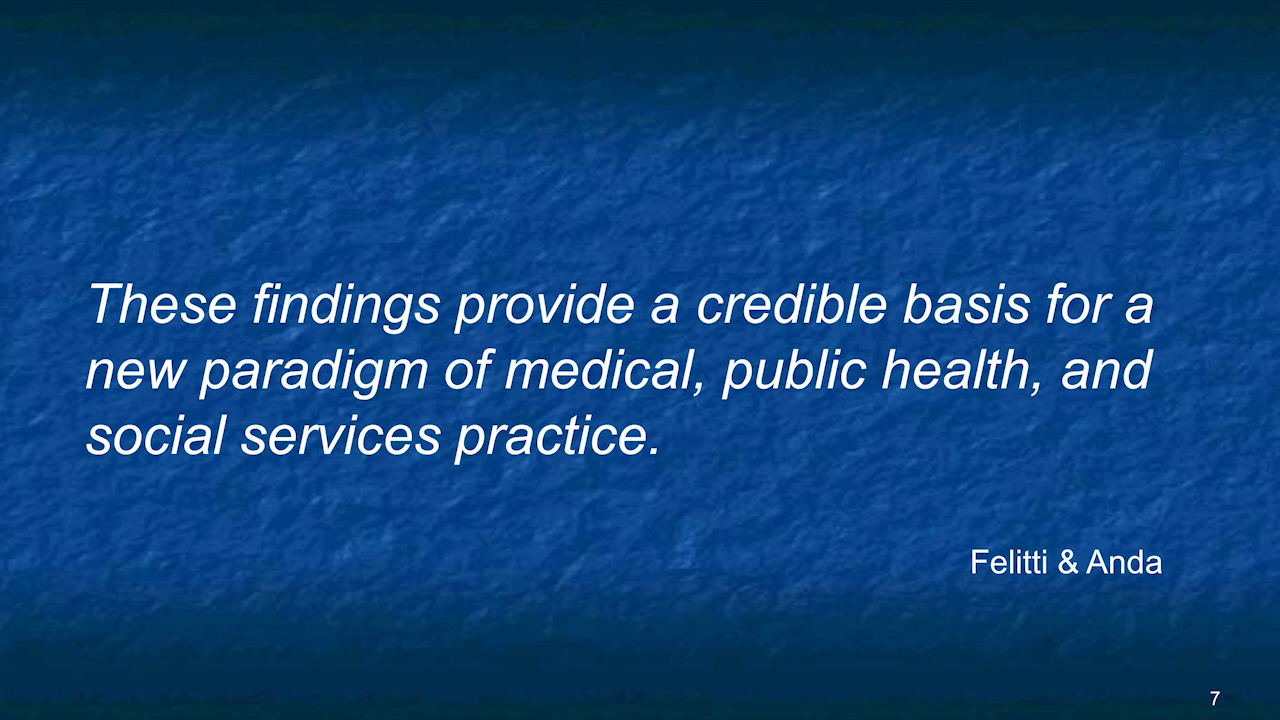 These findings provide a credible basis for a
new paradigm of medical, public health, and
social services practice.
Felitti & Anda
7